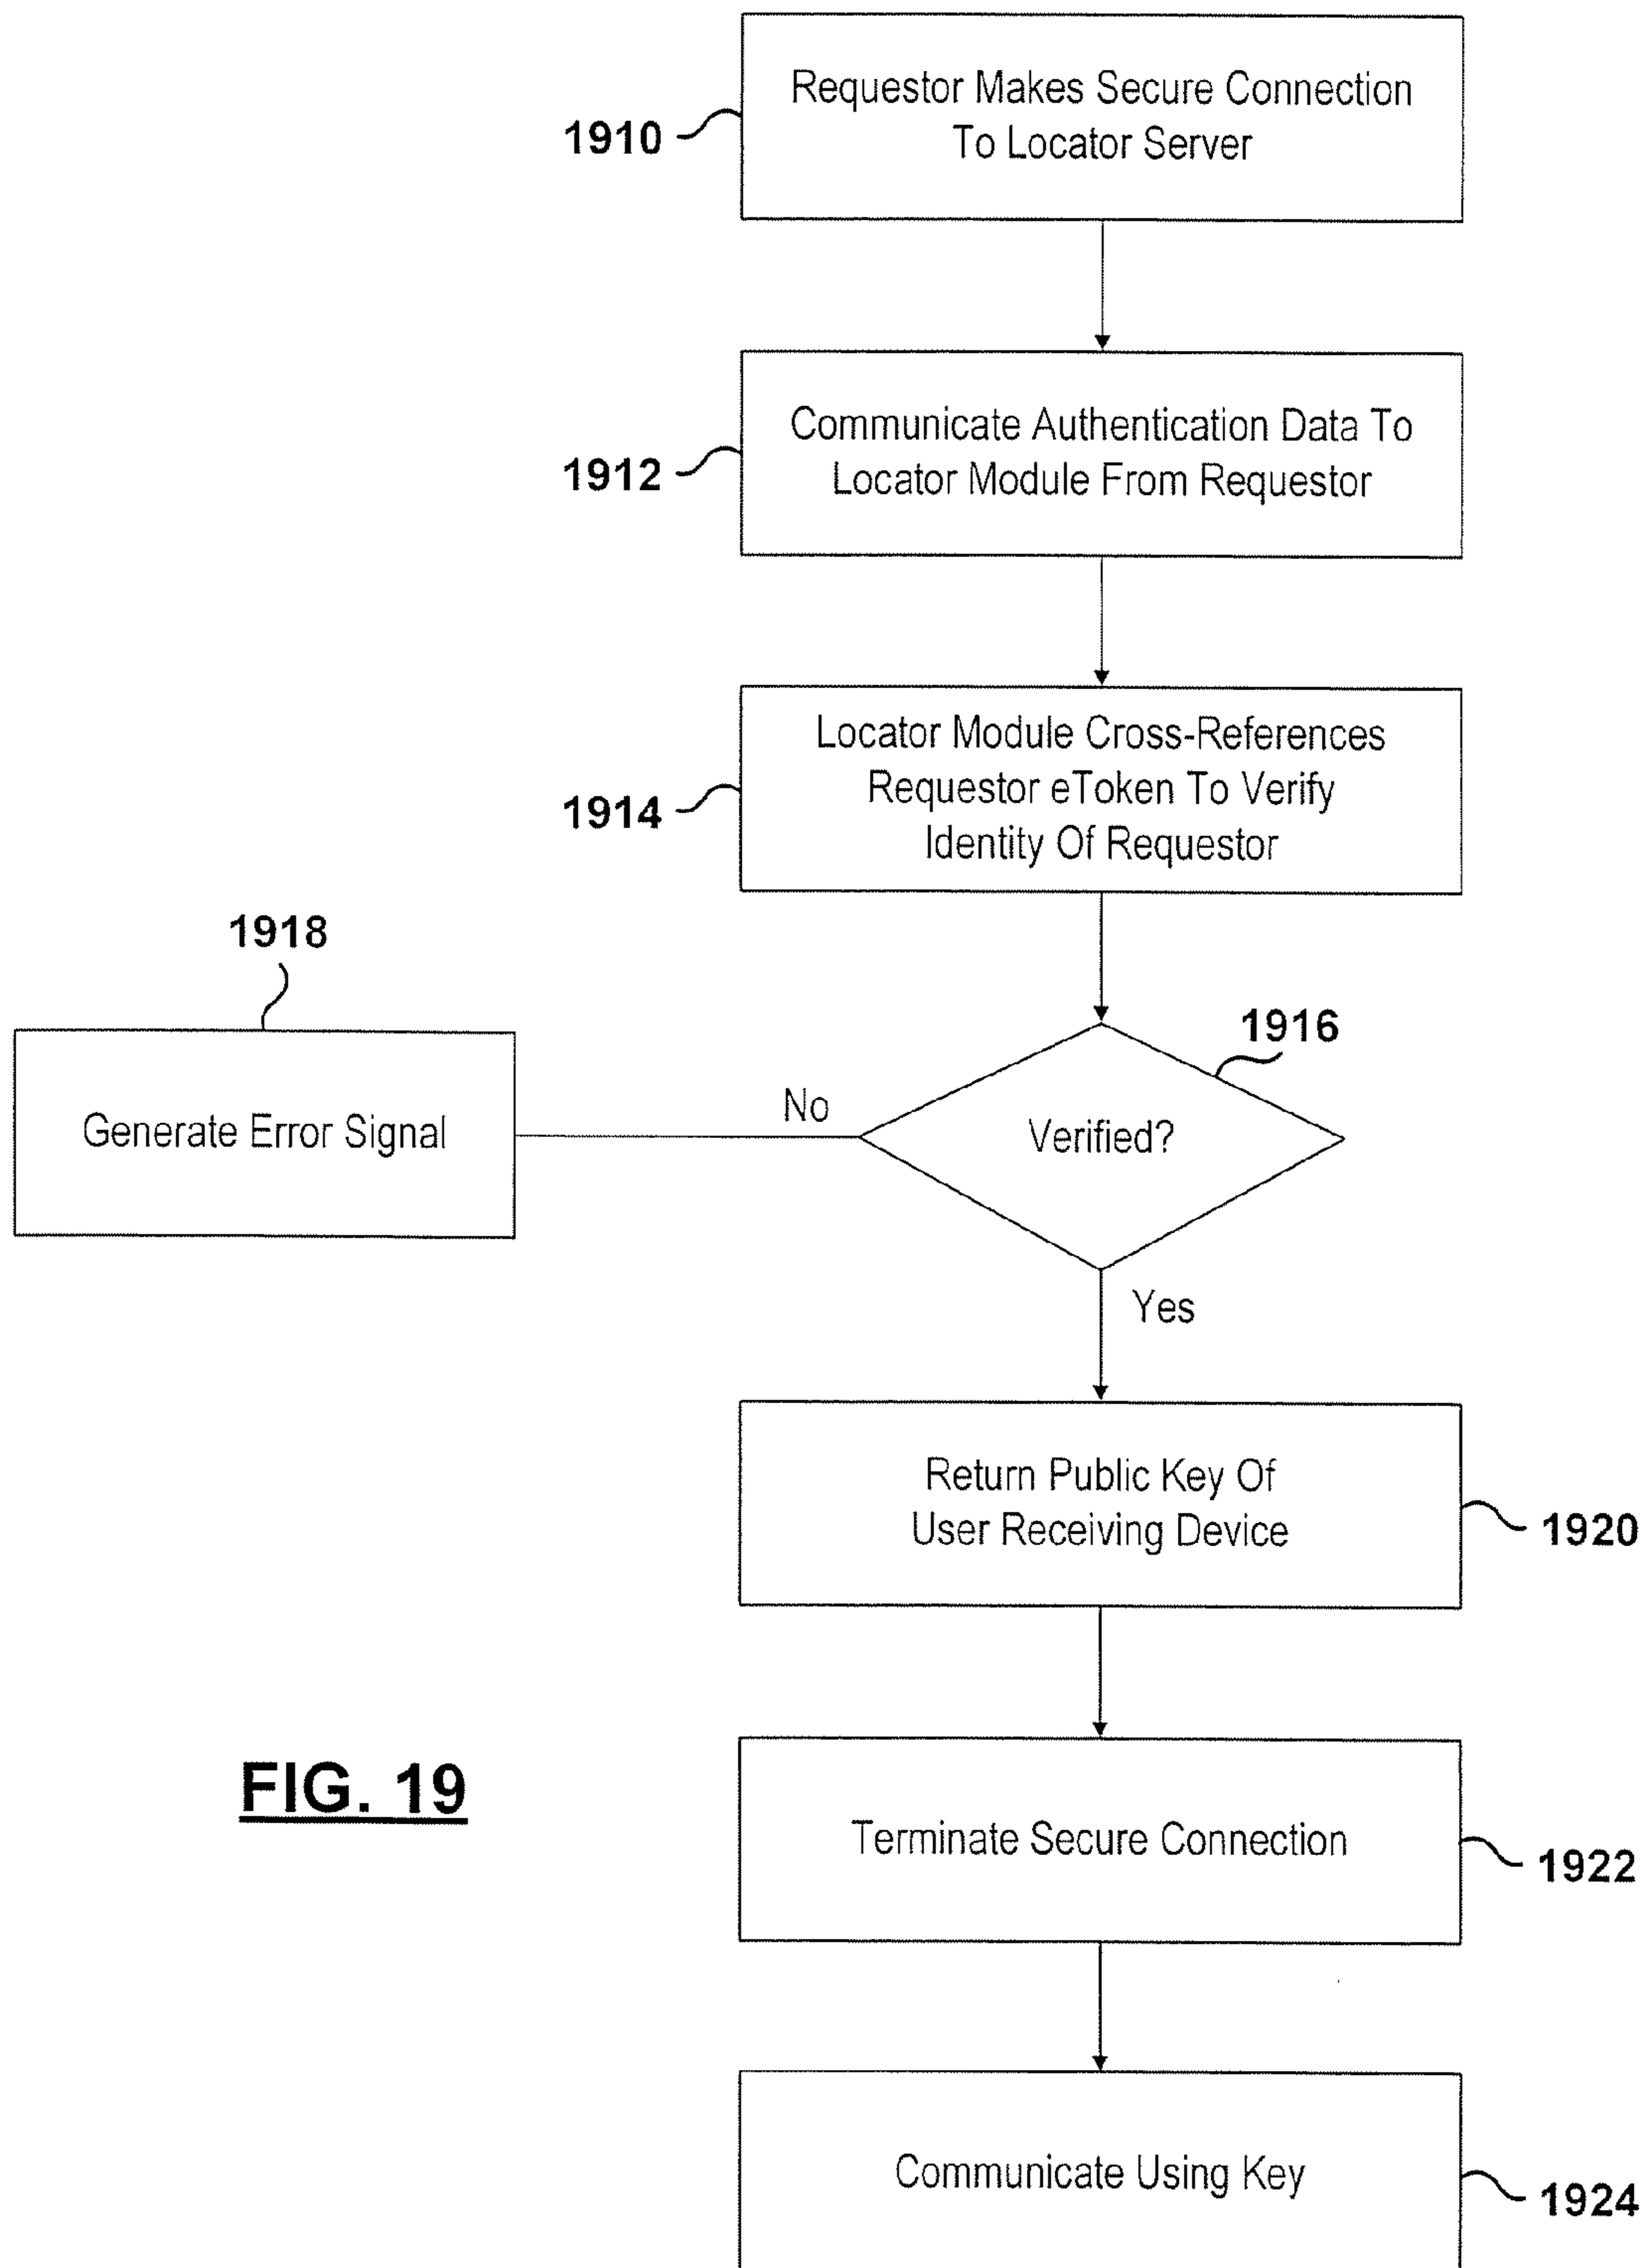 Requestor Makes Secure Connection
To Locator Server
1910
Communicate Authentication Data To
Locator Module From Requestor
1912
Locator Module Cross-References
Requestor eToken To Verify
Identity Of Requestor
1914
1918
1916
Generate Error Signal
No
Verified?
Yes
Return Public Key Of
User Receiving Device
1920
FIG. 19
Terminate Secure Connection
1922
Communicate Using Key
1924